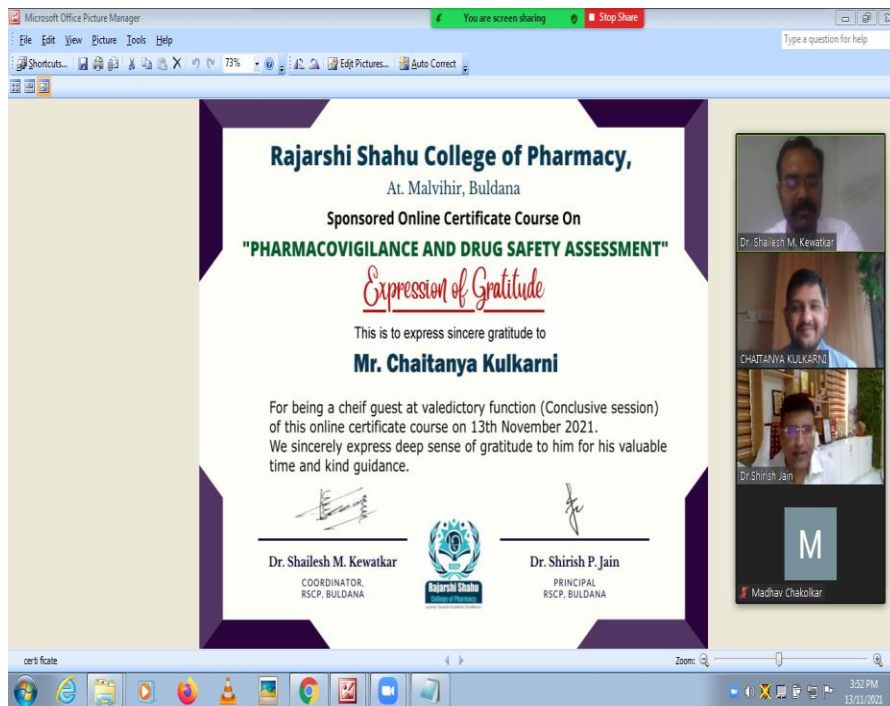 Microsoft Office Picture Manager
You are screen sharing
Stop Share
File Edit View Picture Tools Help
Type a question for help
Shortcuts... 73% Edit Pictures... Auto Correct
Rajarshi Shahu College of Pharmacy,
At. Malvihir, Buldana
Sponsored Online Certificate Course On
"PHARMACOVIGILANCE AND DRUG SAFETY ASSESSMENT"
Expression of Gratitude
This is to express sincere gratitude to
Mr. Chaitanya Kulkarni
For being a cheif guest at valedictory function (Conclusive session)
of this online certificate course on 13th November 2021.
We sincerely express deep sense of gratitude to him for his valuable
time and kind guidance.
Dr. Shailesh M. Kewatkar
COORDINATOR,
RSCP, BULDANA
RSCP
Rajarshi Shahu
College of Pharmacy
Dr. Shirish P. Jain
PRINCIPAL
RSCP, BULDANA
Dr. Shailesh M. Kewatkar
CHAITANYA KULKARNI
Dr Shirish Jain
M
Madhav Chakolkar
certi ficate
Zoom:
3:52 PM
13/11/2021